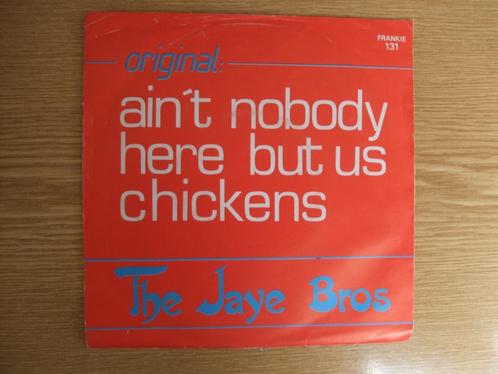 FRANKIE
131
original:
ain't nobody
here but us
chickens
The Jaye Bros